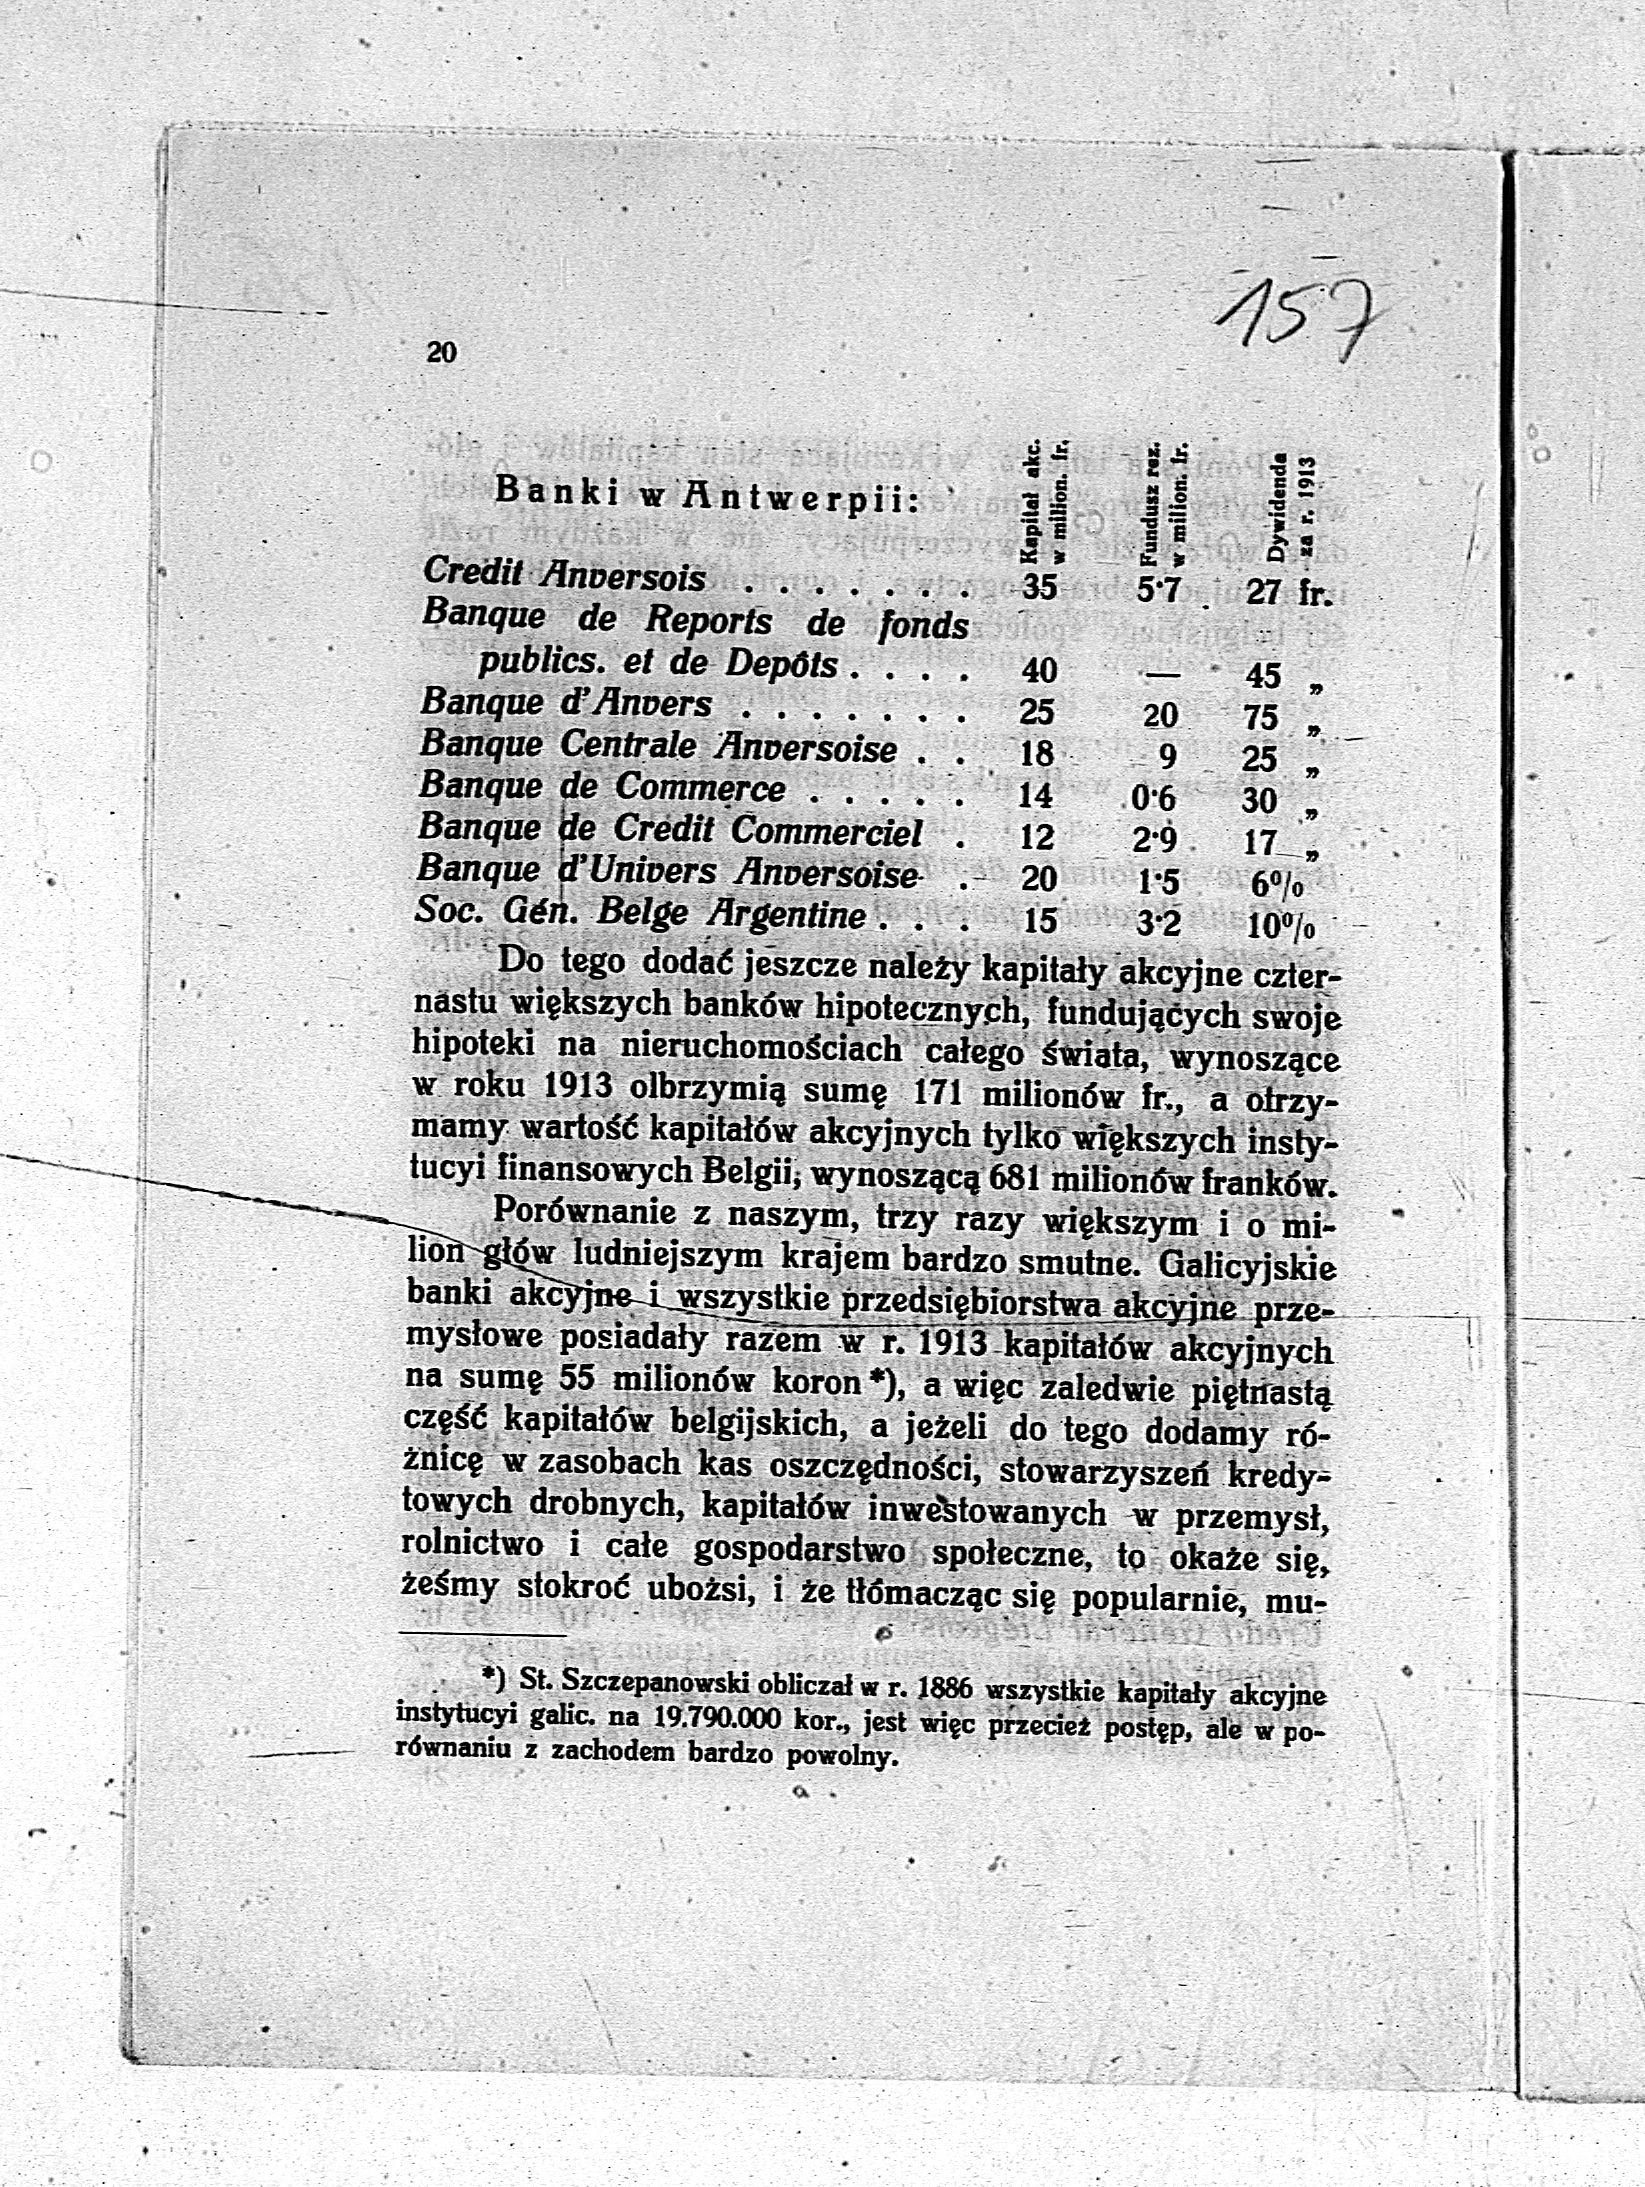 157
20
Banki w Antwerpii:
Kapitał akc.
w milion. fr.
Fundusz rez.
w milion. fr.
Dywidenda
za r. 1913
Credit Anversois . . . . . . . 35 5·7 27 fr.
Banque de Reports de fonds
publics. et de Depôts . . . . 40 — 45 „
Banque d'Anvers . . . . . . . 25 20 75 „
Banque Centrale Anversoise . . 18 9 25 „
Banque de Commerce . . . . . 14 0·6 30 „
Banque de Credit Commerciel . 12 2·9 17 „
Banque d'Univers Anversoise . 20 1·5 6%
Soc. Gén. Belge Argentine . . . 15 3·2 10%
Do tego dodać jeszcze należy kapitały akcyjne czter-
nastu większych banków hipotecznych, fundujących swoje
hipoteki na nieruchomościach całego świata, wynoszące
w roku 1913 olbrzymią sumę 171 milionów fr., a otrzy-
mamy wartość kapitałów akcyjnych tylko większych insty-
tucyi finansowych Belgii, wynoszącą 681 milionów franków.
Porównanie z naszym, trzy razy większym i o mi-
lion głów ludniejszym krajem bardzo smutne. Galicyjskie
banki akcyjne i wszystkie przedsiębiorstwa akcyjne prze-
mysłowe posiadały razem w r. 1913 kapitałów akcyjnych
na sumę 55 milionów koron *), a więc zaledwie piętnastą
część kapitałów belgijskich, a jeżeli do tego dodamy ró-
żnicę w zasobach kas oszczędności, stowarzyszeń kredy-
towych drobnych, kapitałów inwestowanych w przemysł,
rolnictwo i całe gospodarstwo społeczne, to okaże się,
żeśmy stokroć ubożsi, i że tłómacząc się popularnie, mu-
*) St. Szczepanowski obliczał w r. 1886 wszystkie kapitały akcyjne
instytucyi galic. na 19.790.000 kor., jest więc przecież postęp, ale w po-
równaniu z zachodem bardzo powolny.